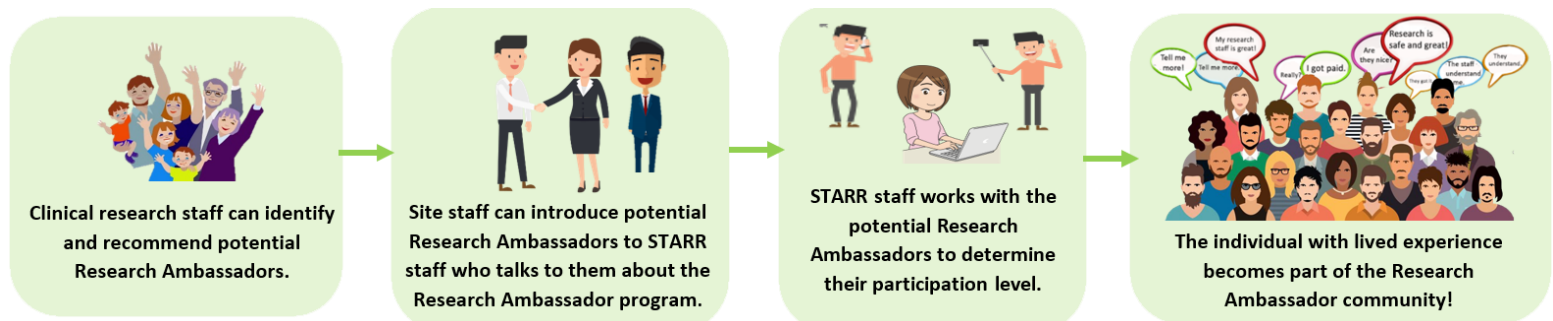 Clinical research staff can identify
and recommend potential
Research Ambassadors.
Site staff can introduce potential
Research Ambassadors to STARR
staff who talks to them about the
Research Ambassador program.
STARR staff works with the
potential Research
Ambassadors to determine
their participation level.
Tell me
more!
My research
staff is great!
Tell me more.
Really?
I got paid.
Are
they nice?
Research is
safe and great!
They got it.
The staff
understand
me.
They
understand.
The individual with lived experience
becomes part of the Research
Ambassador community!